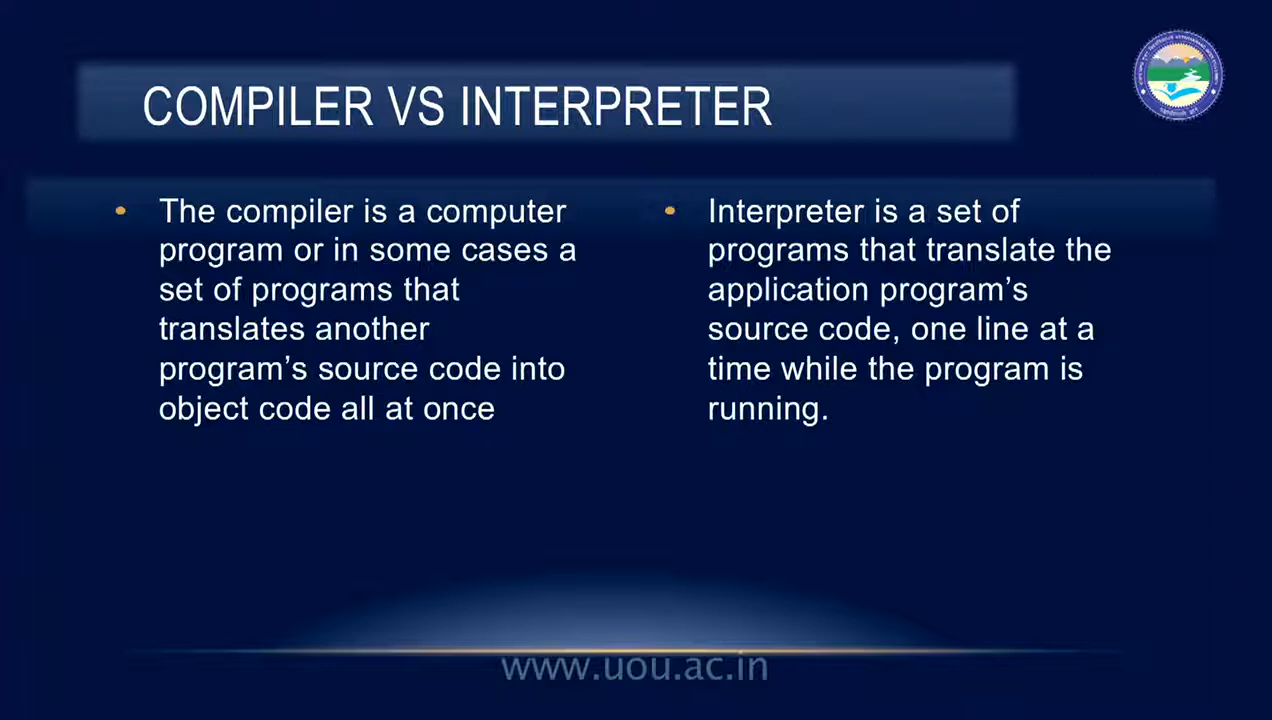 COMPILER VS INTERPRETER
• The compiler is a computer
program or in some cases a
set of programs that
translates another
program’s source code into
object code all at once
• Interpreter is a set of
programs that translate the
application program’s
source code, one line at a
time while the program is
running.
www.uou.ac.in